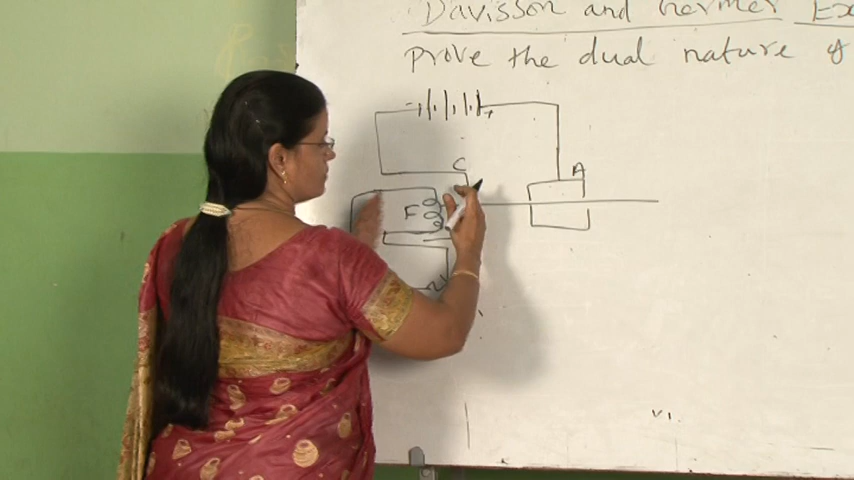 Davisson and Germer Ex
prove the dual nature of
- +
C
A
F